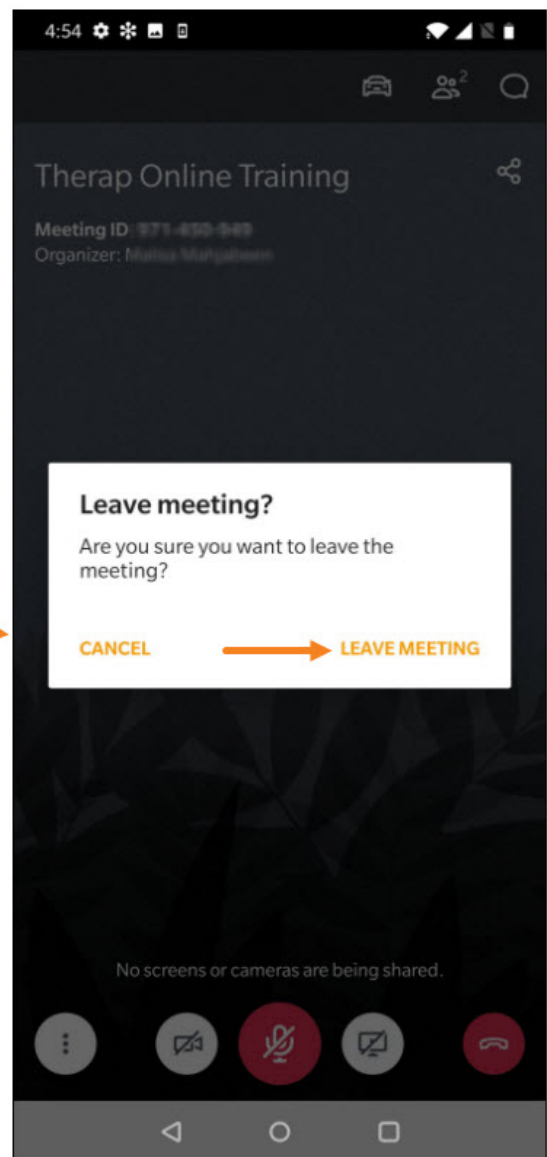 4:54
2
Therap Online Training
Meeting ID
Organizer:
Leave meeting?
Are you sure you want to leave the
meeting?
CANCEL LEAVE MEETING
No screens or cameras are being shared.